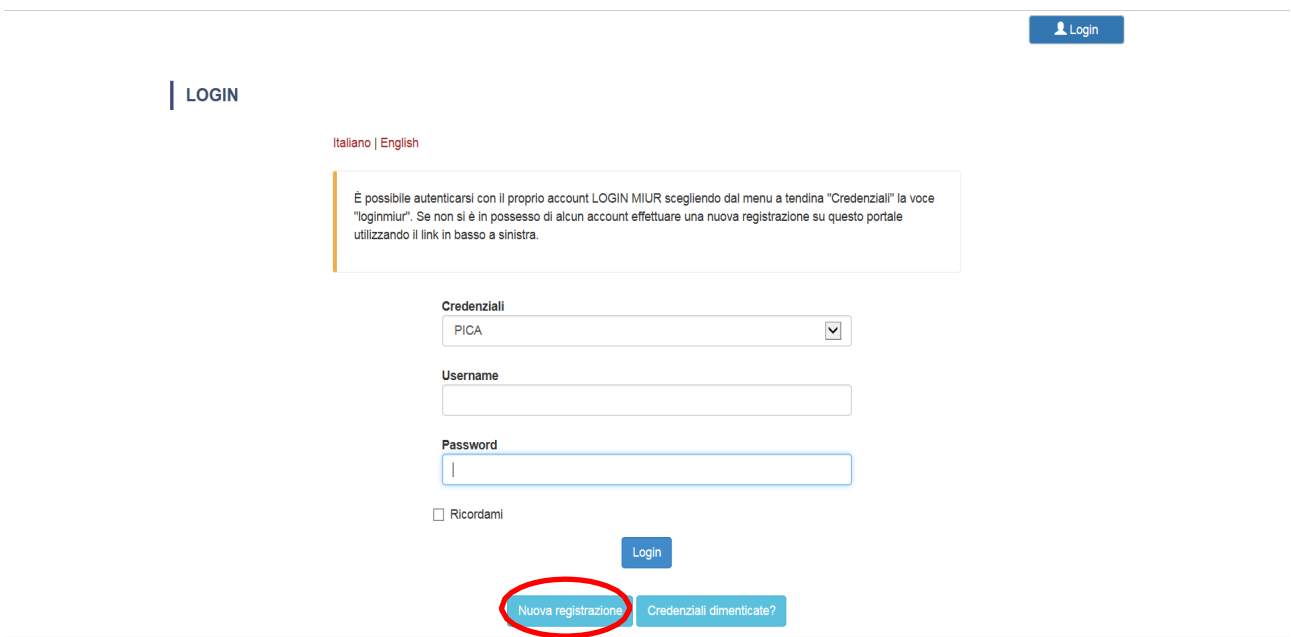 Login
LOGIN
Italiano | English
È possibile autenticarsi con il proprio account LOGIN MIUR scegliendo dal menu a tendina "Credenziali" la voce
"loginmiur". Se non si è in possesso di alcun account effettuare una nuova registrazione su questo portale
utilizzando il link in basso a sinistra.
Credenziali
PICA
Username
Password
Ricordami
Login
Nuova registrazione
Credenziali dimenticate?